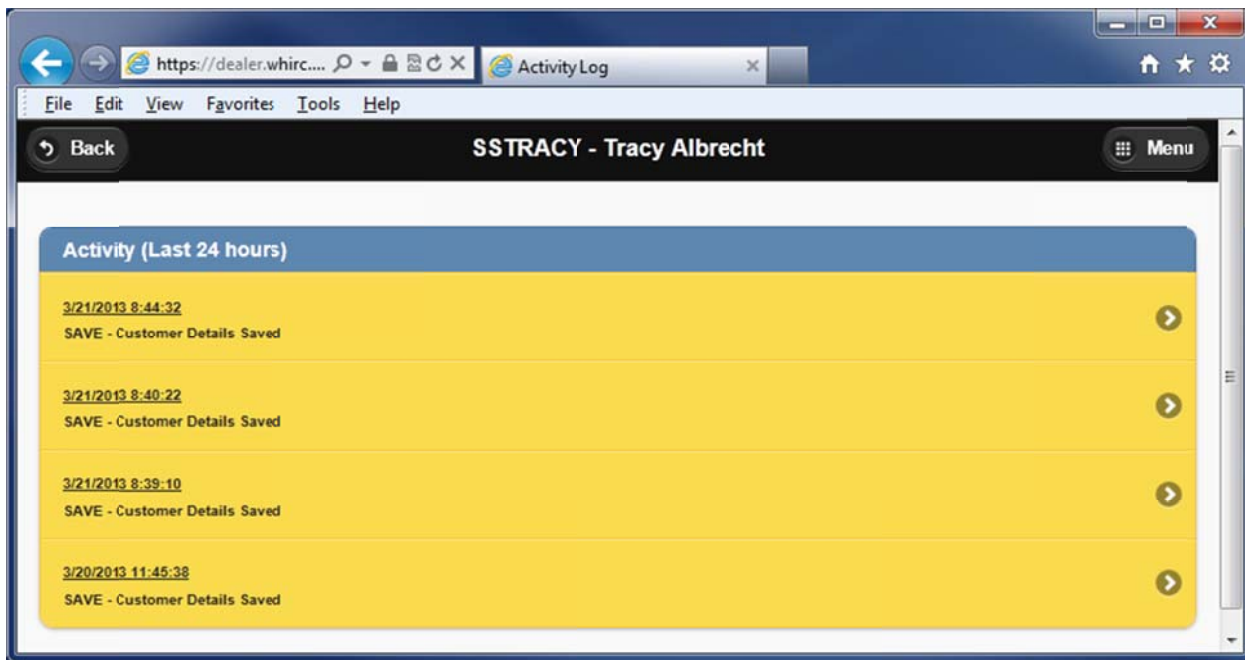 https://dealer.whirc....
Activity Log
File Edit View Favorites Tools Help
Back
SSTRACY - Tracy Albrecht
Menu
Activity (Last 24 hours)
3/21/2013 8:44:32
SAVE - Customer Details Saved
3/21/2013 8:40:22
SAVE - Customer Details Saved
3/21/2013 8:39:10
SAVE - Customer Details Saved
3/20/2013 11:45:38
SAVE - Customer Details Saved